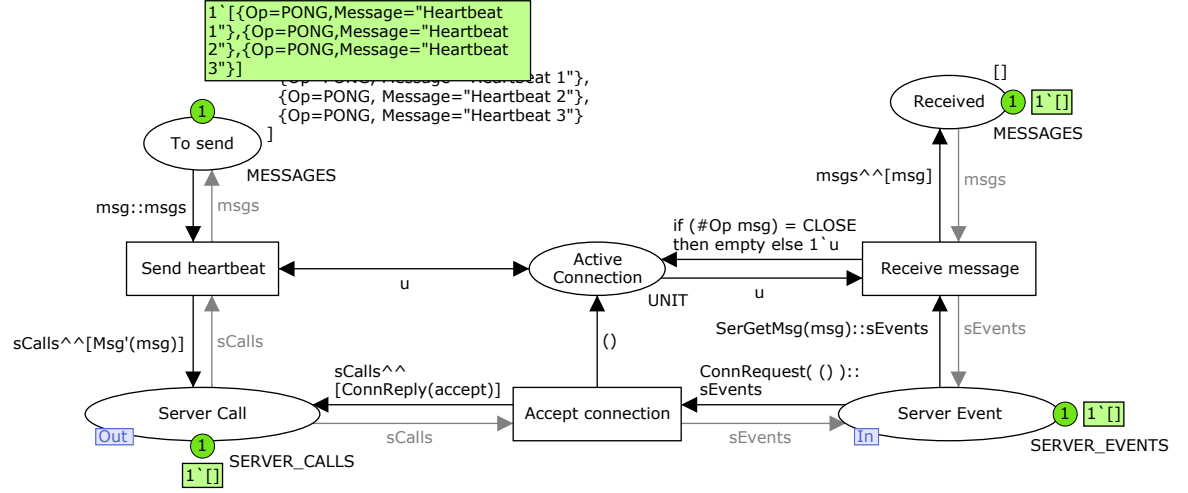 1`[{Op=PONG,Message="Heartbeat
1"},{Op=PONG,Message="Heartbeat
2"},{Op=PONG,Message="Heartbeat
3"}]
{Op=PONG, Message="Heartbeat 1"},
{Op=PONG, Message="Heartbeat 2"},
{Op=PONG, Message="Heartbeat 3"}
]
1
To send
MESSAGES
[]
Received
1
1`[]
MESSAGES
msg::msgs
msgs
msgs^^[msg]
msgs
if (#Op msg) = CLOSE
then empty else 1`u
Send heartbeat
u
Active
Connection
UNIT
u
Receive message
sCalls^^[Msg'(msg)]
sCalls
()
SerGetMsg(msg)::sEvents
sEvents
sCalls^^
[ConnReply(accept)]
ConnRequest( () )::
sEvents
Server Call
Out
1
1`[]
SERVER_CALLS
sCalls
Accept connection
sEvents
Server Event
In
1
1`[]
SERVER_EVENTS